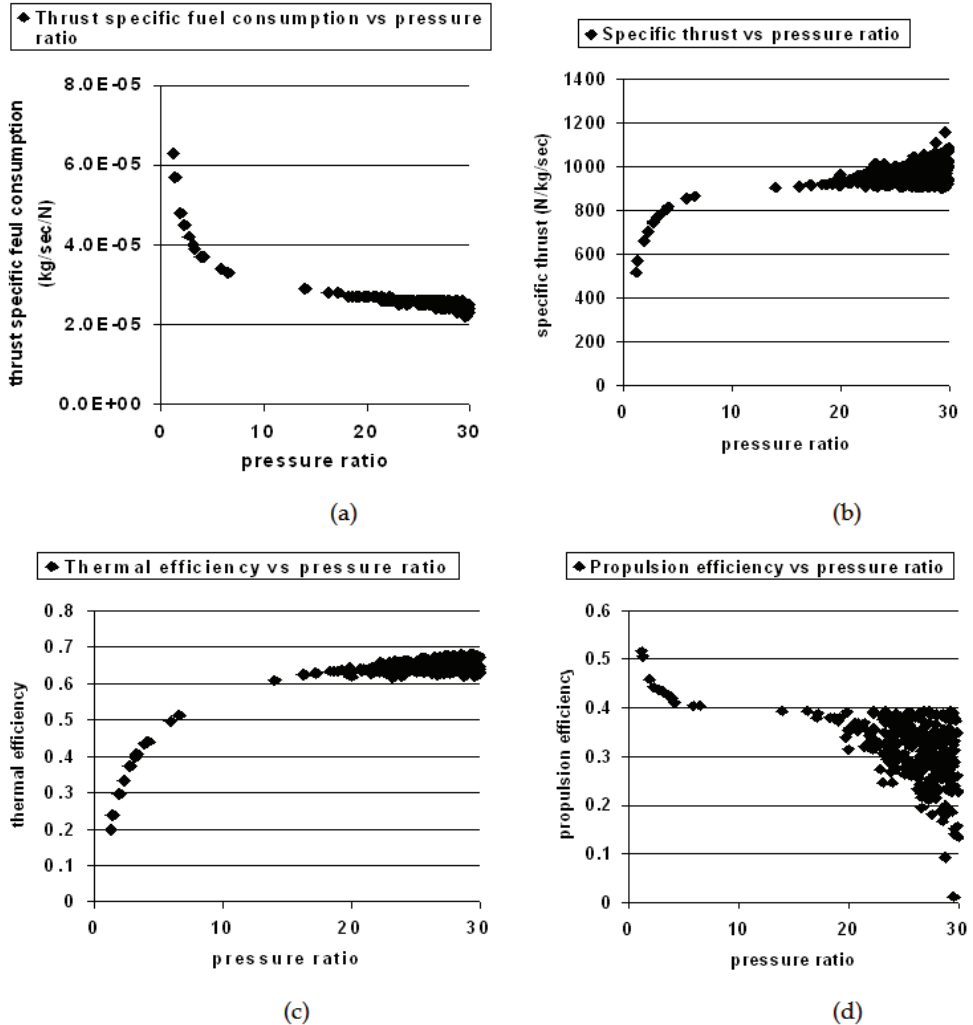 Thrust specific fuel consumption vs pressure
ratio
8.0E-05
6.0E-05
4.0E-05
2.0E-05
0.0E+00
0 10 20 30
thrust specific feul consumption
(kg/sec/N)
pressure ratio
(a)
Specific thrust vs pressure ratio
1400
1200
1000
800
600
400
200
0
0 10 20 30
specific thrust (N/kg/sec)
pressure ratio
(b)
Thermal efficiency vs pressure ratio
0.8
0.7
0.6
0.5
0.4
0.3
0.2
0.1
0
0 10 20 30
thermal efficiency
pressure ratio
(c)
Propulsion efficiency vs pressure ratio
0.6
0.5
0.4
0.3
0.2
0.1
0
0 10 20 30
propulsion efficiency
pressure ratio
(d)